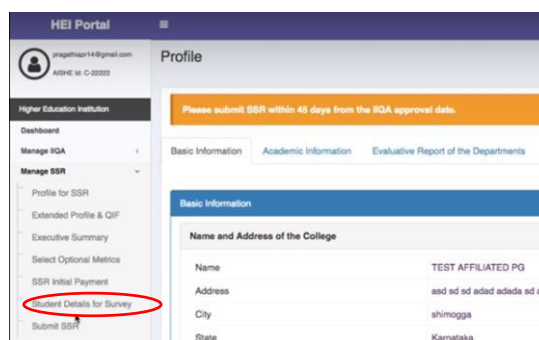 HEI Portal
pragathiapr14@gmail.com
AISHE Id: C-22222
Higher Education Institution
Dashboard
Manage IIQA
Manage SSR
Profile for SSR
Extended Profile & QIF
Executive Summary
Select Optional Metrics
SSR Initial Payment
Student Details for Survey
Submit SSR
Profile
Please submit SSR within 45 days from the IIQA approval date.
Basic Information Academic Information Evaluative Report of the Departments
Basic Information
Name and Address of the College
Name TEST AFFILIATED PG
Address asd sd sd adad adada sd a
City shimogga
State Karnataka